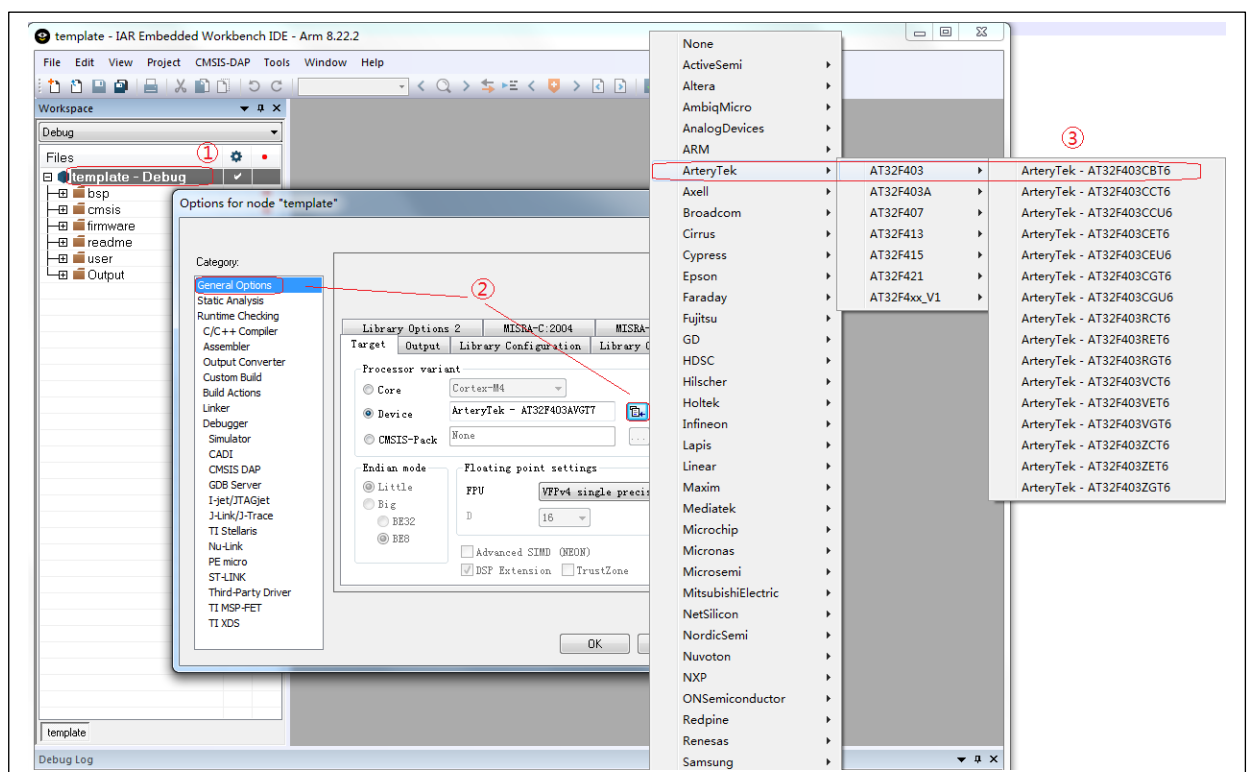 template - IAR Embedded Workbench IDE - Arm 8.22.2
File Edit View Project CMSIS-DAP Tools Window Help
Workspace
Debug
Files
①
template - Debug
bsp
cmsis
firmware
readme
user
Output
template
Debug Log
Options for node "template"
Category:
General Options
Static Analysis
Runtime Checking
C/C++ Compiler
Assembler
Output Converter
Custom Build
Build Actions
Linker
Debugger
Simulator
CADI
CMSIS DAP
GDB Server
I-jet/JTAGjet
J-Link/J-Trace
TI Stellaris
Nu-Link
PE micro
ST-LINK
Third-Party Driver
TI MSP-FET
TI XDS
②
Library Options 2 MISRA-C:2004
Target Output Library Configuration
Processor variant
Core Cortex-M4
Device ArteryTek - AT32F403AVGT7
CMSIS-Pack None
...
Endian mode
Little
Big
BE32
BE8
Floating point settings
FPU VFPv4 single
D 16
Advanced SIMD (NEON)
DSP Extension TrustZone
OK
None
ActiveSemi
Altera
AmbiqMicro
AnalogDevices
ARM
ArteryTek
Axell
Broadcom
Cirrus
Cypress
Epson
Faraday
Fujitsu
GD
HDSC
Hilscher
Holtek
Infineon
Lapis
Linear
Maxim
Mediatek
Microchip
Micronas
Microsemi
MitsubishiElectric
NetSilicon
NordicSemi
Nuvoton
NXP
ONSemiconductor
Redpine
Renesas
Samsung
AT32F403
AT32F403A
AT32F407
AT32F413
AT32F415
AT32F421
AT32F4xx_V1
③
ArteryTek - AT32F403CBT6
ArteryTek - AT32F403CCT6
ArteryTek - AT32F403CCU6
ArteryTek - AT32F403CET6
ArteryTek - AT32F403CEU6
ArteryTek - AT32F403CGT6
ArteryTek - AT32F403CGU6
ArteryTek - AT32F403RCT6
ArteryTek - AT32F403RET6
ArteryTek - AT32F403RGT6
ArteryTek - AT32F403VCT6
ArteryTek - AT32F403VET6
ArteryTek - AT32F403VGT6
ArteryTek - AT32F403ZCT6
ArteryTek - AT32F403ZET6
ArteryTek - AT32F403ZGT6